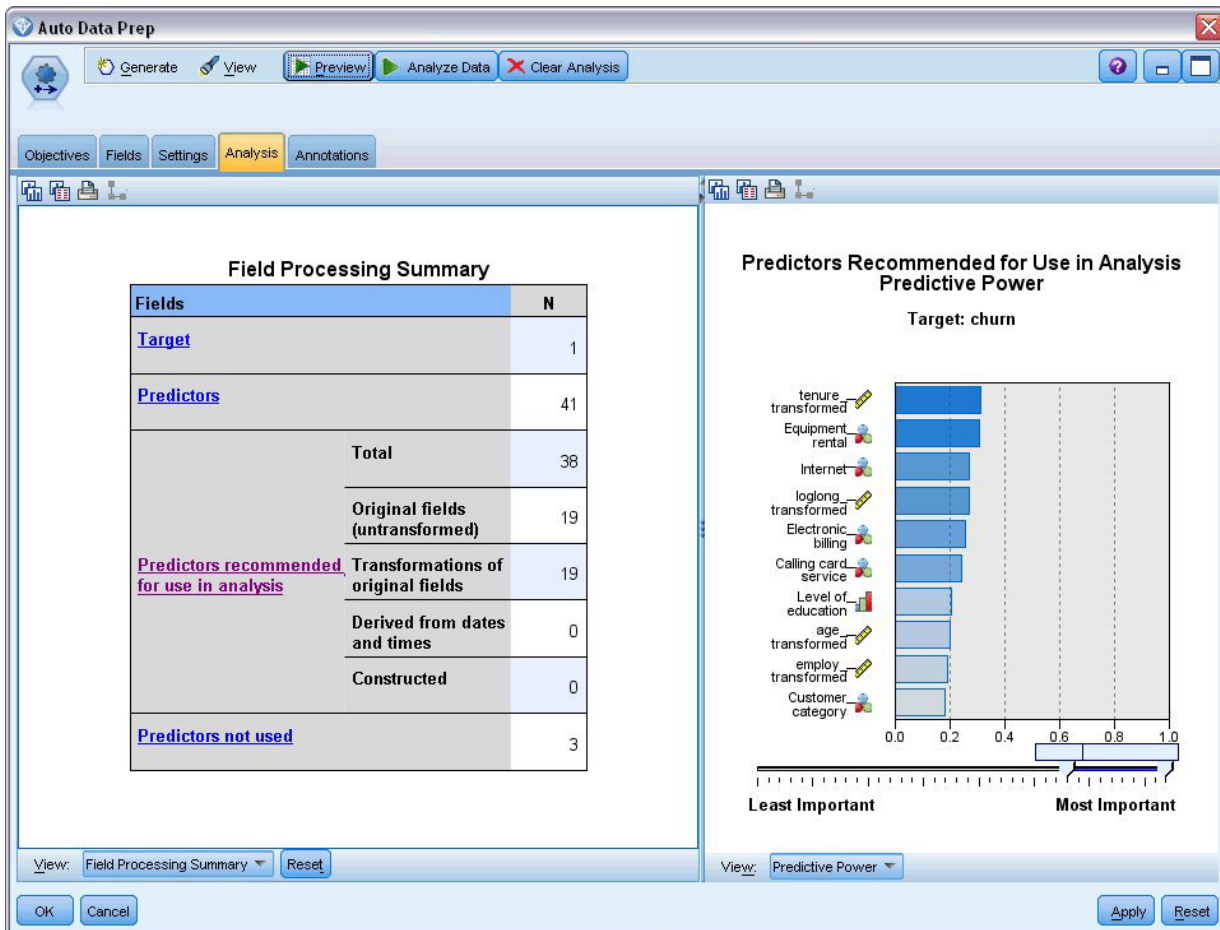 Auto Data Prep
Generate View Preview Analyze Data Clear Analysis
Objectives Fields Settings Analysis Annotations
Field Processing Summary
Fields N
Target 1
Predictors 41
Predictors recommended for use in analysis
Total 38
Original fields (untransformed) 19
Transformations of original fields 19
Derived from dates and times 0
Constructed 0
Predictors not used 3
View: Field Processing Summary Reset
Predictors Recommended for Use in Analysis
Predictive Power
Target: churn
tenure_
transformed
Equipment
rental
Internet
loglong_
transformed
Electronic
billing
Calling card
service
Level of
education
age_
transformed
employ_
transformed
Customer
category
0.0 0.2 0.4 0.6 0.8 1.0
Least Important Most Important
View: Predictive Power
OK Cancel Apply Reset